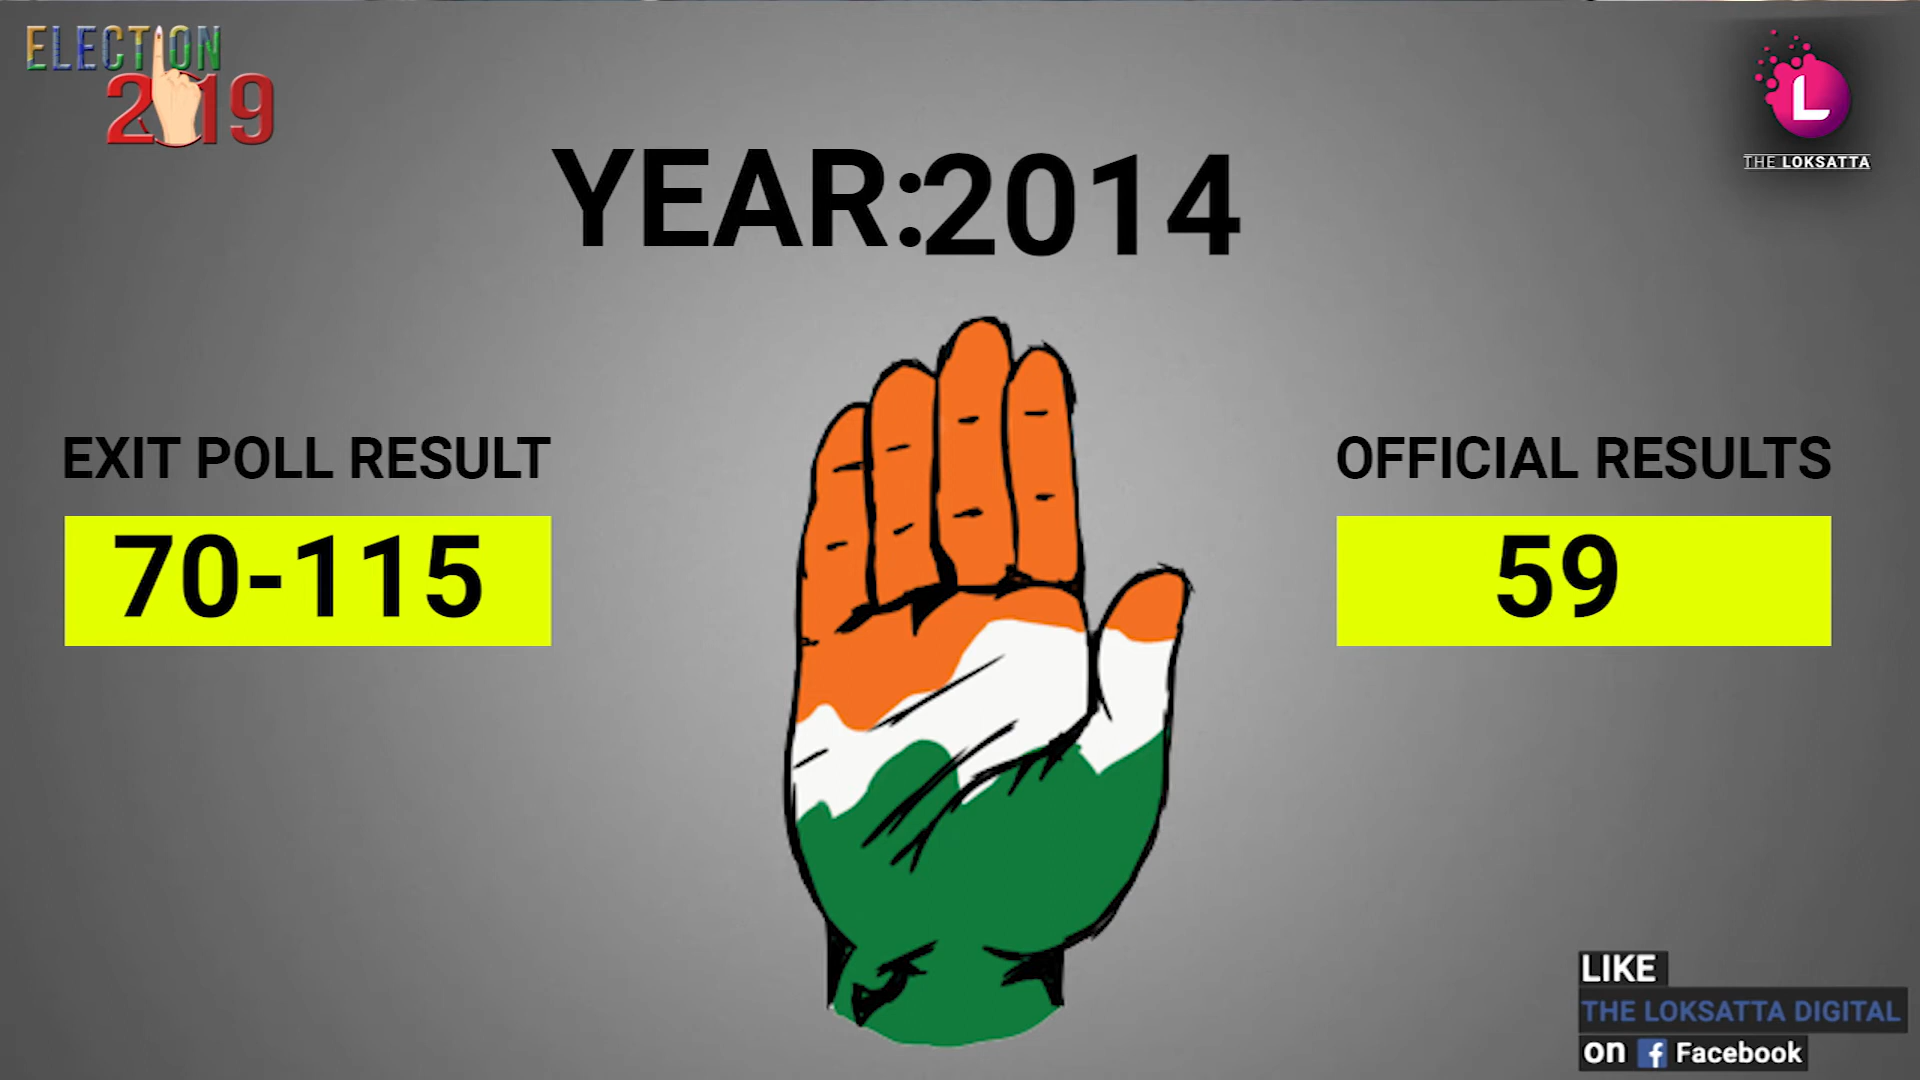 ELECTION
2019
L
THE LOKSATTA
YEAR:2014
EXIT POLL RESULT
70-115
OFFICIAL RESULTS
59
LIKE
THE LOKSATTA DIGITAL
on f Facebook